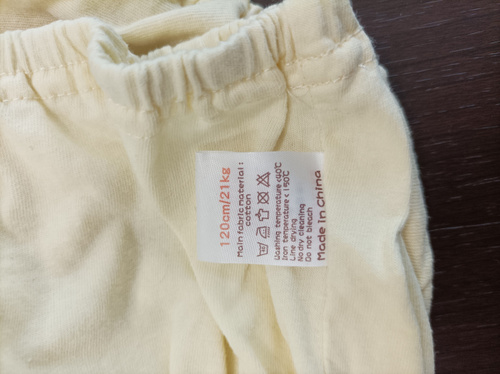 120cm/21kg
Main fabric material:
cotton
Washing temperature <40℃
Iron temperature < 150℃
Line drying
No dry cleaning
Do not bleach
Made in china